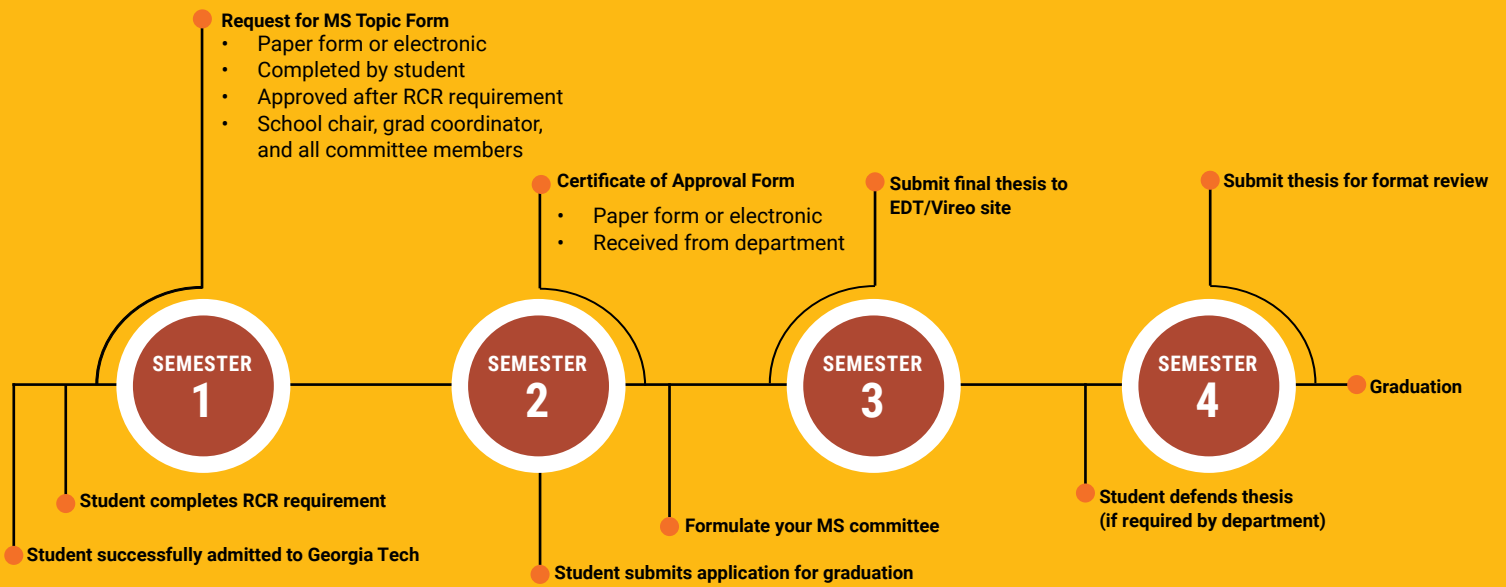 Request for MS Topic Form
• Paper form or electronic
• Completed by student
• Approved after RCR requirement
• School chair, grad coordinator,
and all committee members
Certificate of Approval Form
• Paper form or electronic
• Received from department
Submit final thesis to
EDT/Vireo site
Submit thesis for format review
SEMESTER
1
SEMESTER
2
SEMESTER
3
SEMESTER
4
Graduation
Student completes RCR requirement
Student successfully admitted to Georgia Tech
Formulate your MS committee
Student submits application for graduation
Student defends thesis
(if required by department)